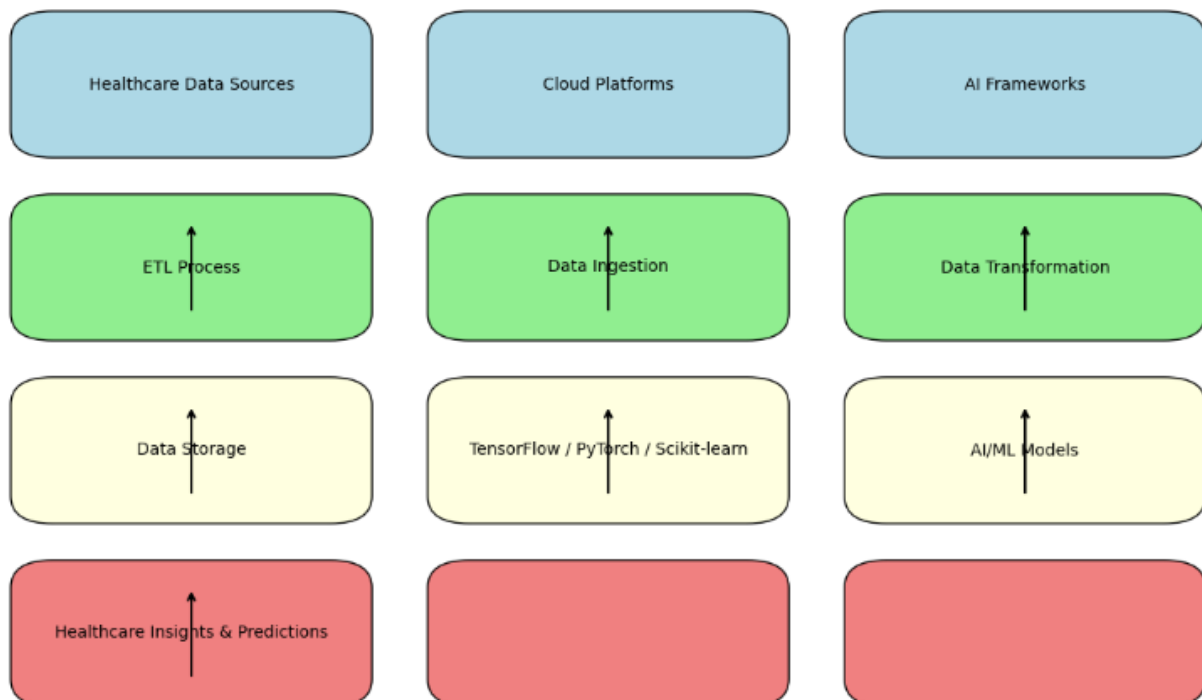 Healthcare Data Sources
Cloud Platforms
AI Frameworks
ETL Process
Data Ingestion
Data Transformation
Data Storage
TensorFlow / PyTorch / Scikit-learn
AI/ML Models
Healthcare Insights & Predictions